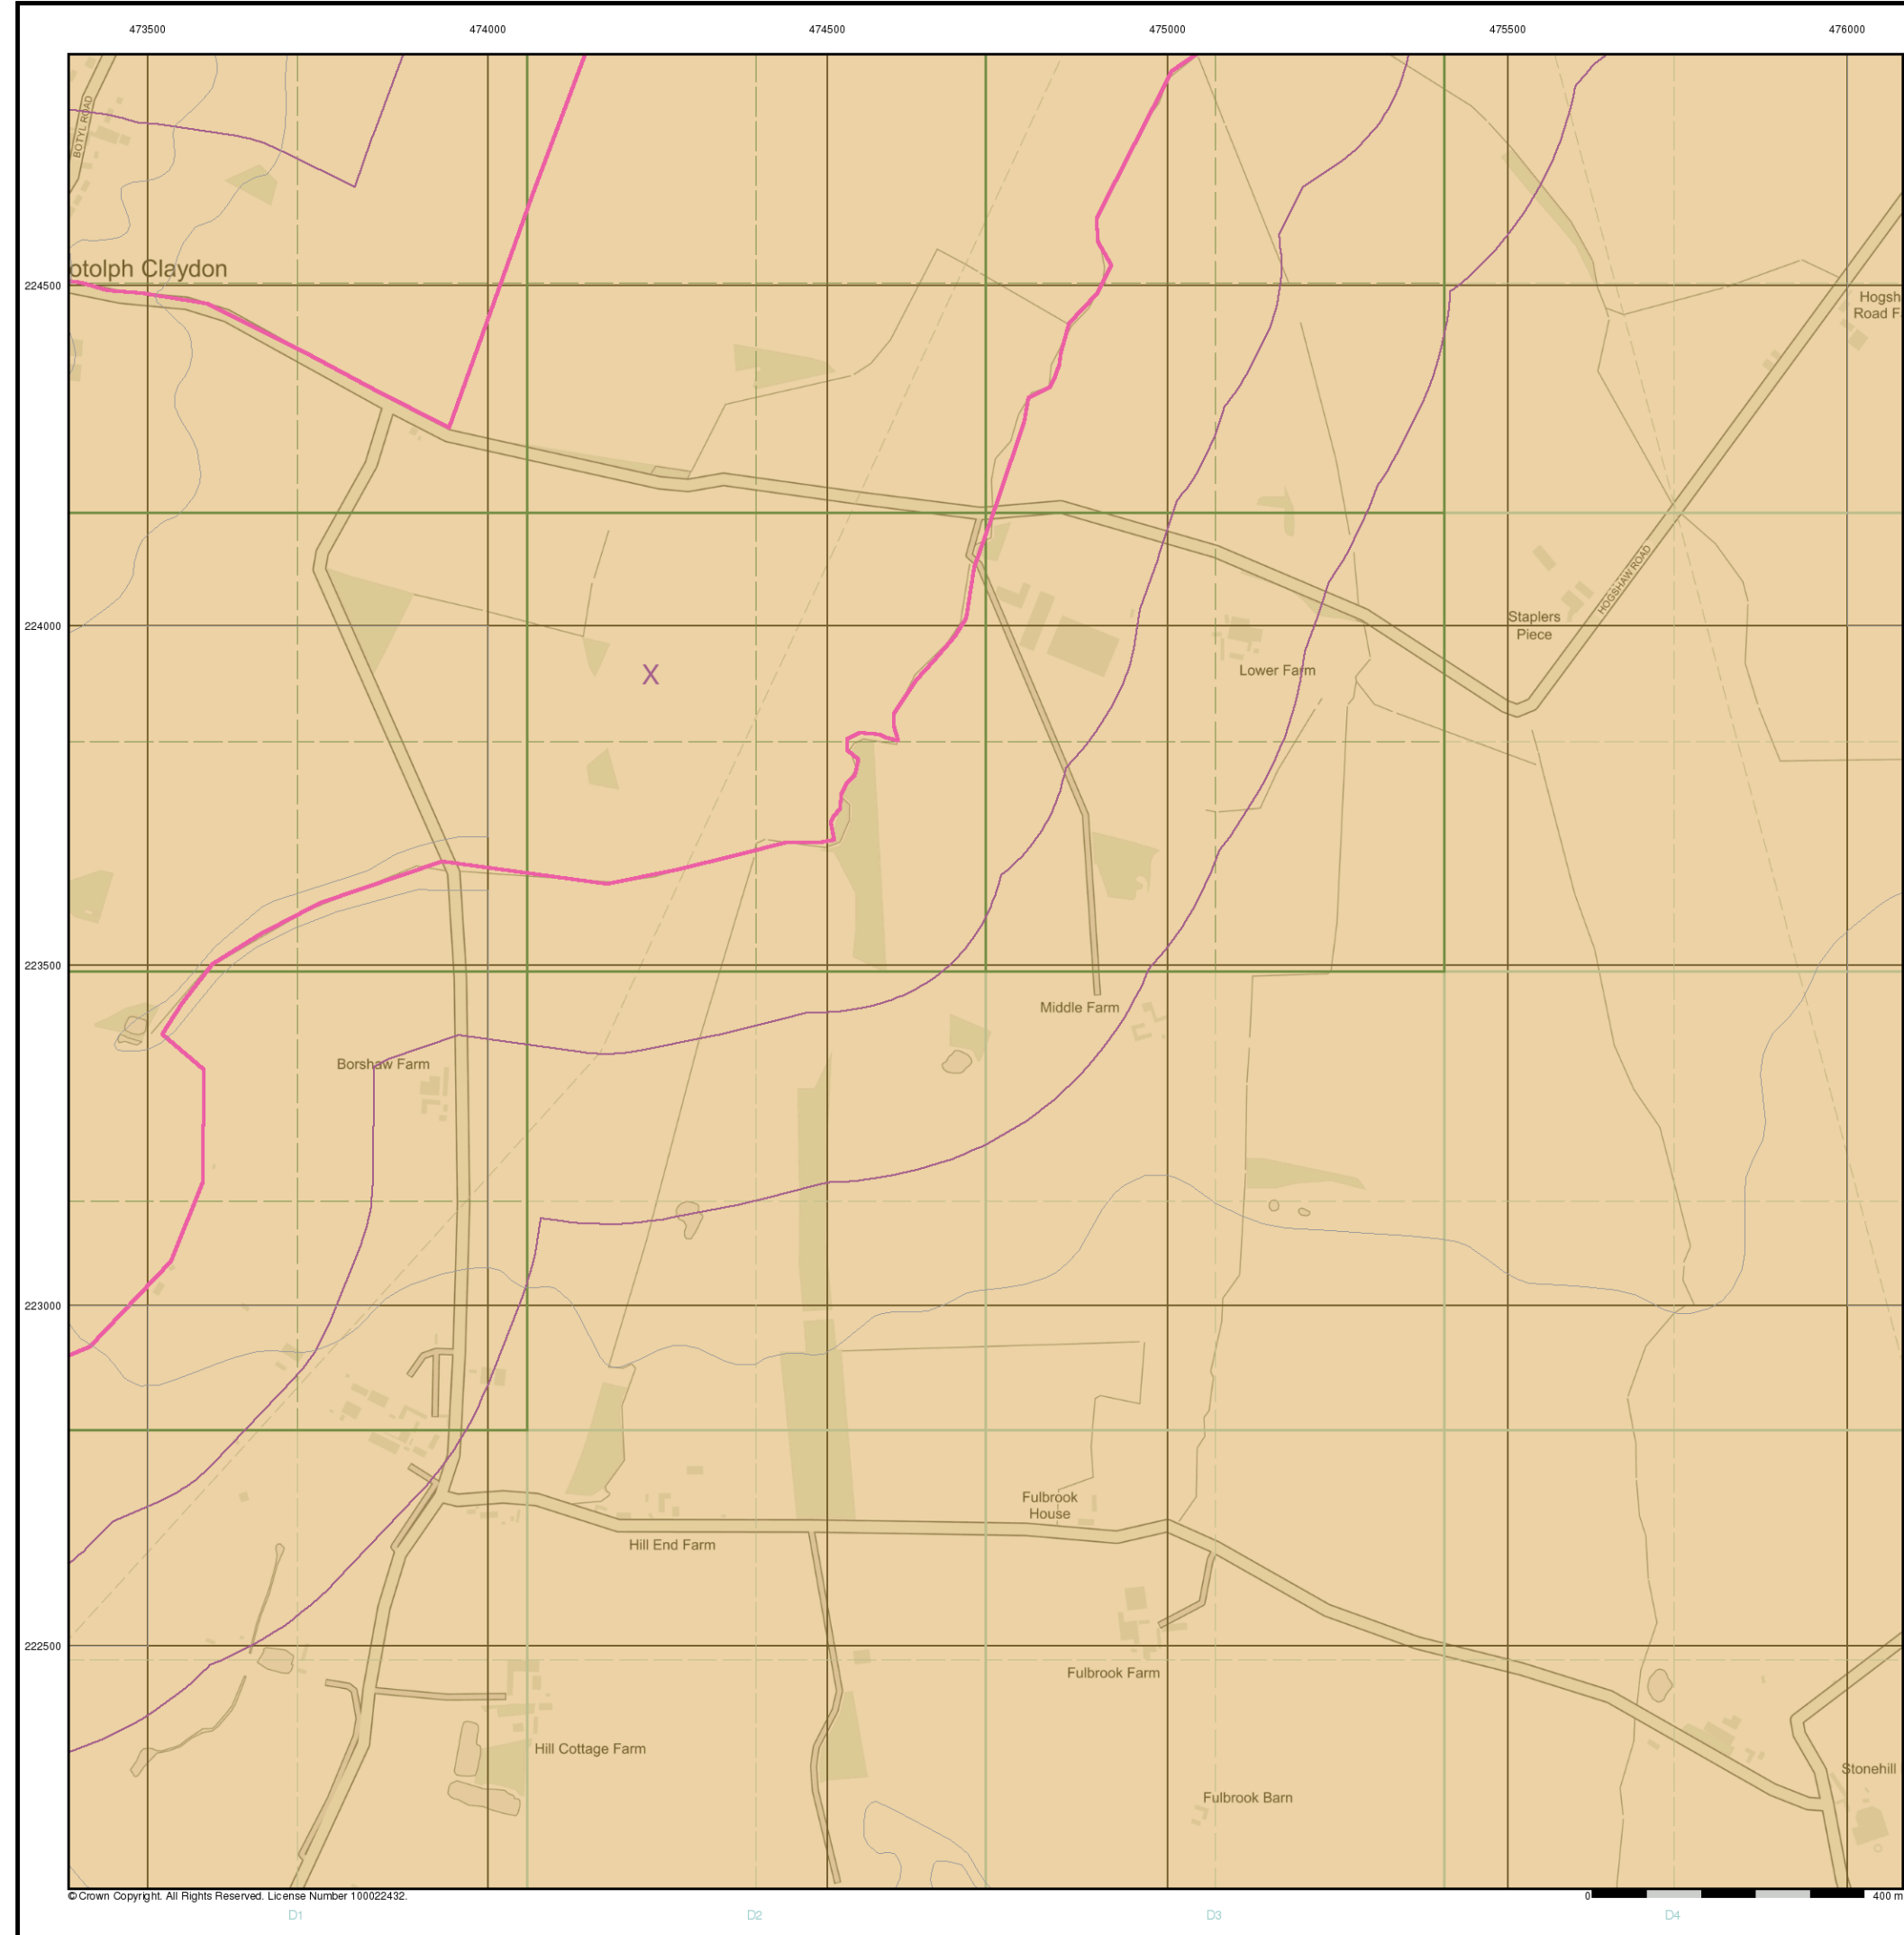 473500 474000 474500 475000 475500 476000
BOTYL ROAD
otolph Claydon
224500
Hogsh
Road F
HOGSHAW ROAD
224000
Staplers
Piece
Lower Farm
X
223500
Middle Farm
Borshaw Farm
223000
Fulbrook
House
Hill End Farm
222500
Fulbrook Farm
Hill Cottage Farm
Stonehill
Fulbrook Barn
© Crown Copyright. All Rights Reserved. License Number 100022432.
0 400 m
D1 D2 D3 D4